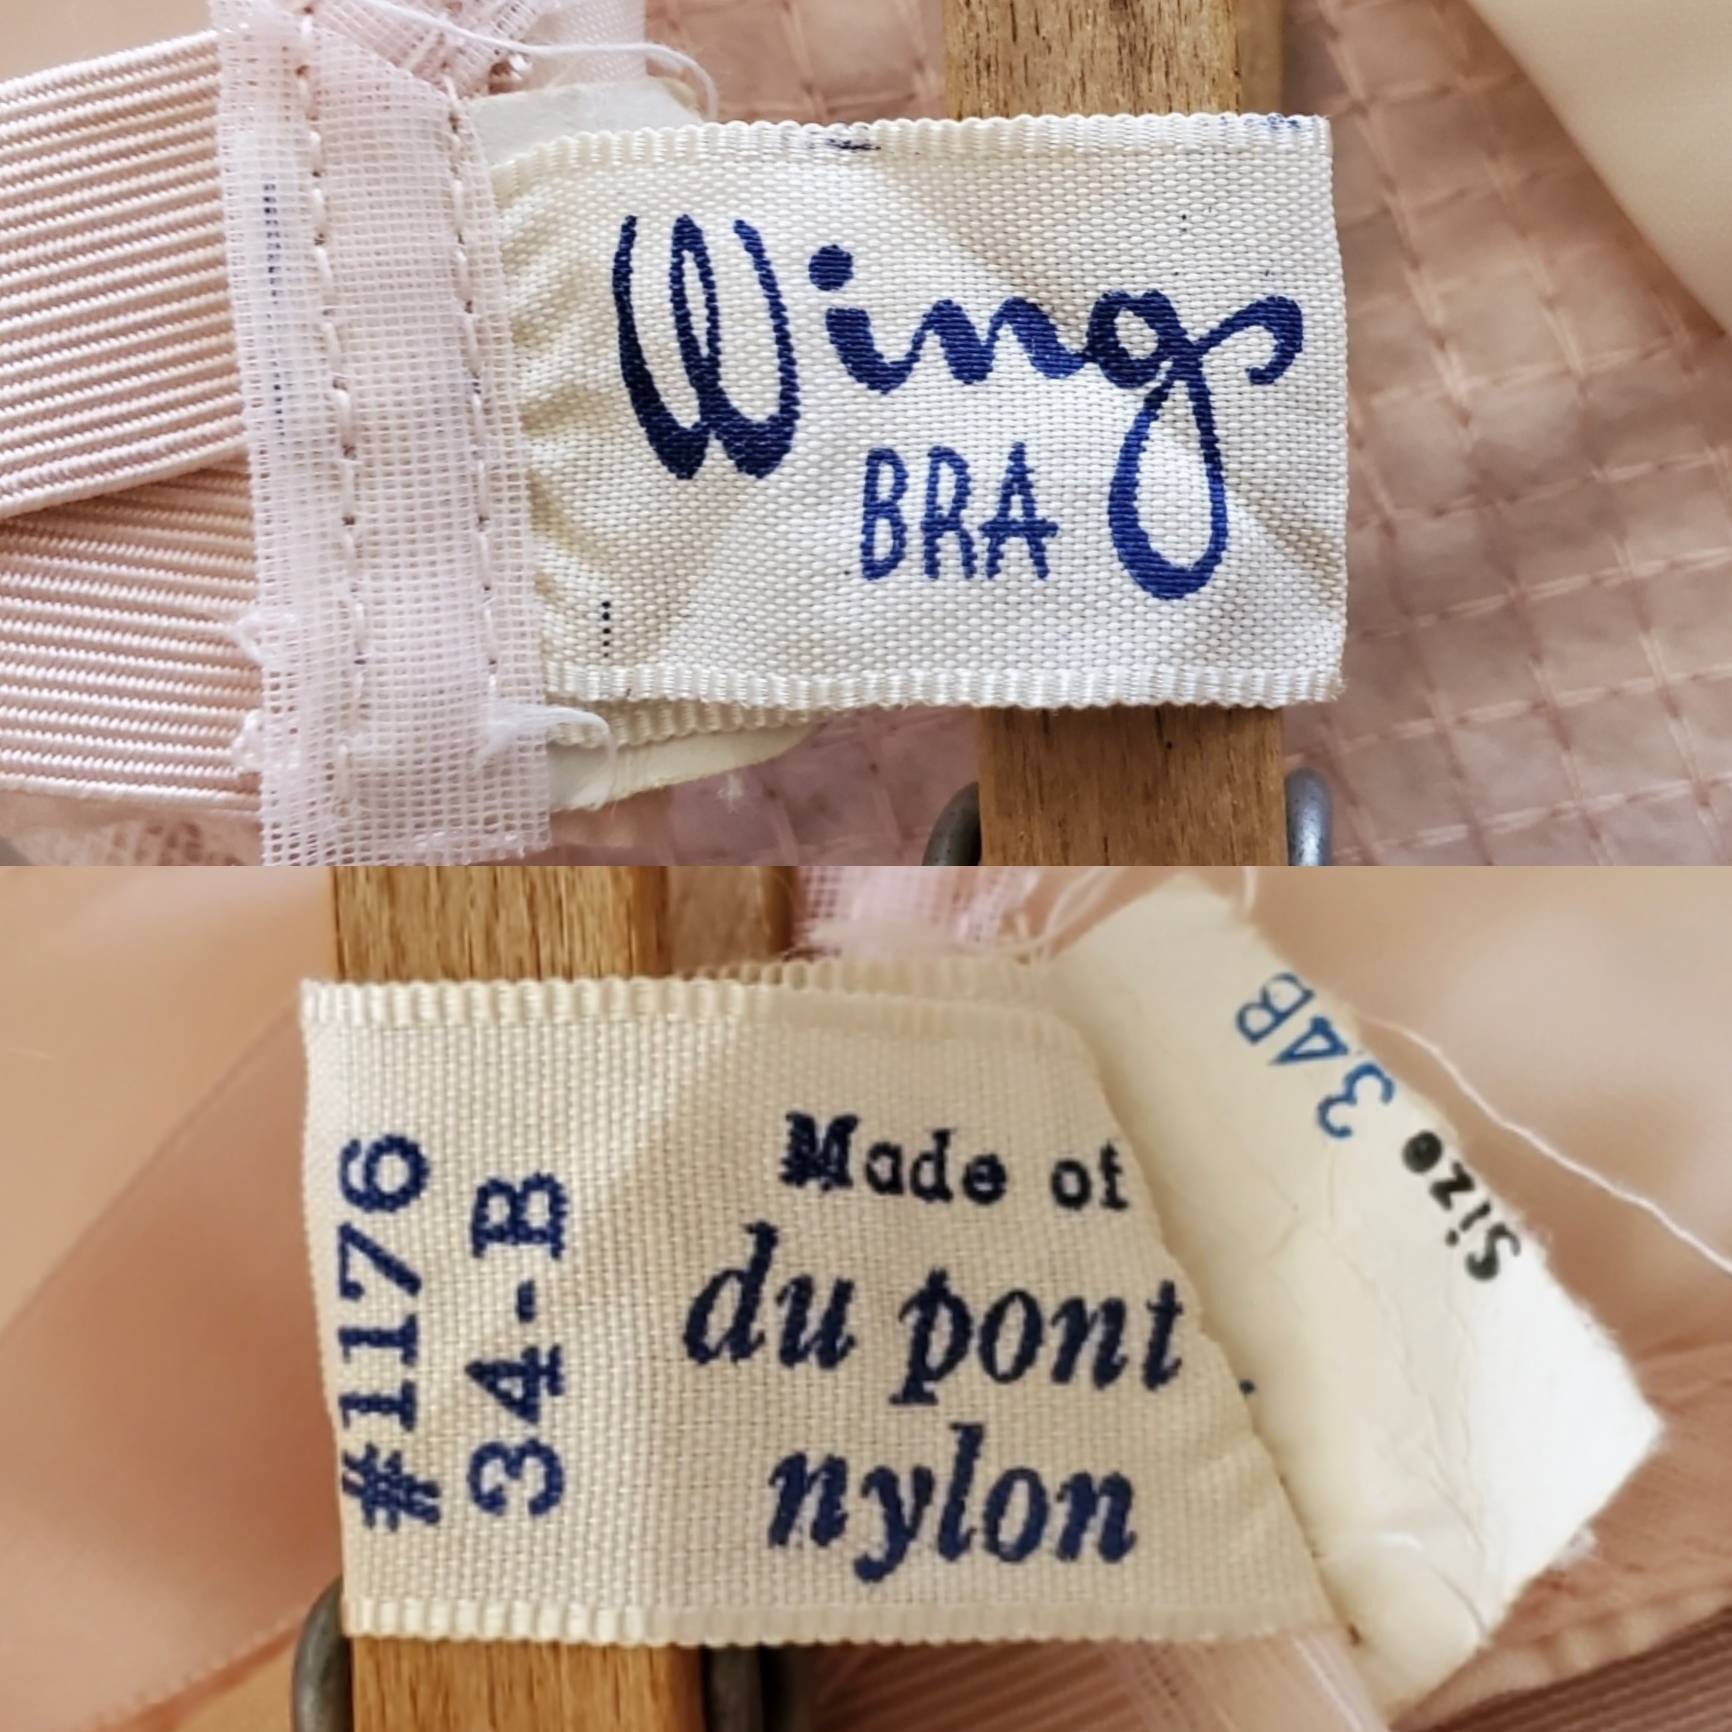 Wing
BRA
#1176
34-B
Made of
du pont
nylon
Size 34B